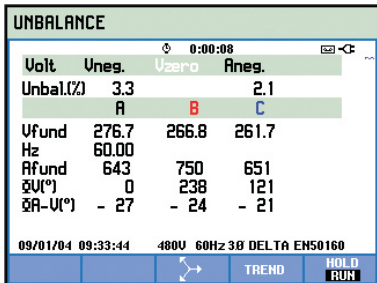 UNBALANCE
0:00:08
Volt Vneg. Vzero Aneg.
Unbal.(%) 3.3 2.1
A B C
Vfund 276.7 266.8 261.7
Hz 60.00
Afund 643 750 651
ΦV(°) 0 238 121
ΦA-V(°) - 27 - 24 - 21
09/01/04 09:33:44 480V 60Hz 3Ø DELTA EN50160
TREND HOLD
RUN